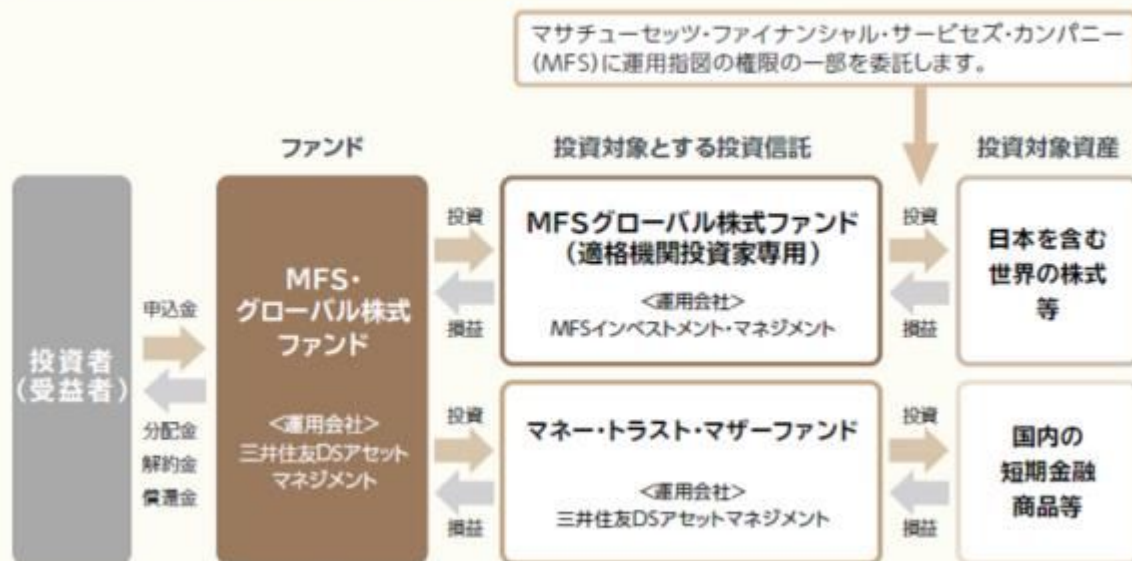 マサチューセッツ・ファイナンシャル・サービセズ・カンパニー
(MFS)に運用指図の権限の一部を委託します。
ファンド
投資対象とする投資信託
投資対象資産
投資者
(受益者)
申込金
分配金
解約金
償還金
MFS・
グローバル株式
ファンド
<運用会社>
三井住友DSアセット
マネジメント
投資
損益
MFSグローバル株式ファンド
(適格機関投資家専用)
<運用会社>
MFSインベストメント・マネジメント
投資
損益
日本を含む
世界の株式
等
投資
損益
マネー・トラスト・マザーファンド
<運用会社>
三井住友DSアセットマネジメント
投資
損益
国内の
短期金融
商品等